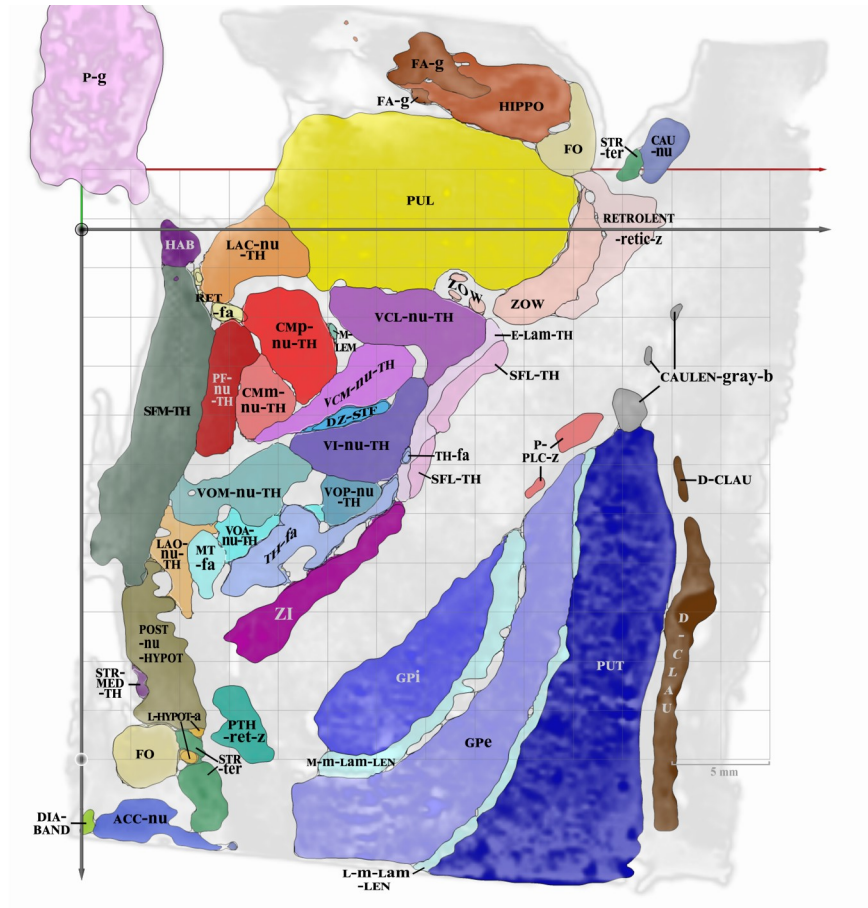 P-g
FA-g
FA-g
HIPPO
FO
STR
-ter
CAU
-nu
PUL
RETROLENT
-retic-z
HAB
LAC-nu
-TH
RET
-fa
ZOW
ZOW
VCL-nu-TH
E-Lam-TH
CMp-
nu-TH
M-
LEM
SFL-TH
CAULEN-gray-b
PF-
nu
-TH
CMm-
nu-TH
VCM-nu-TH
SFM-TH
DZ-STF
VI-nu-TH
TH-fa
SFL-TH
P-
PLC-z
D-CLAU
VOM-nu-TH
VOP-nu
-TH
LAO-
nu-
TH
VOA-
nu-TH
MT
-fa
TH-fa
ZI
POST
-nu
-HYPOT
D-CLAU
PUT
GPi
STR-
MED
-TH
L-HYPOT-a
PTH
-ret-z
GPe
FO
STR
-ter
M-m-Lam-LEN
5 mm
DIA-
BAND
ACC-nu
L-m-Lam
-LEN